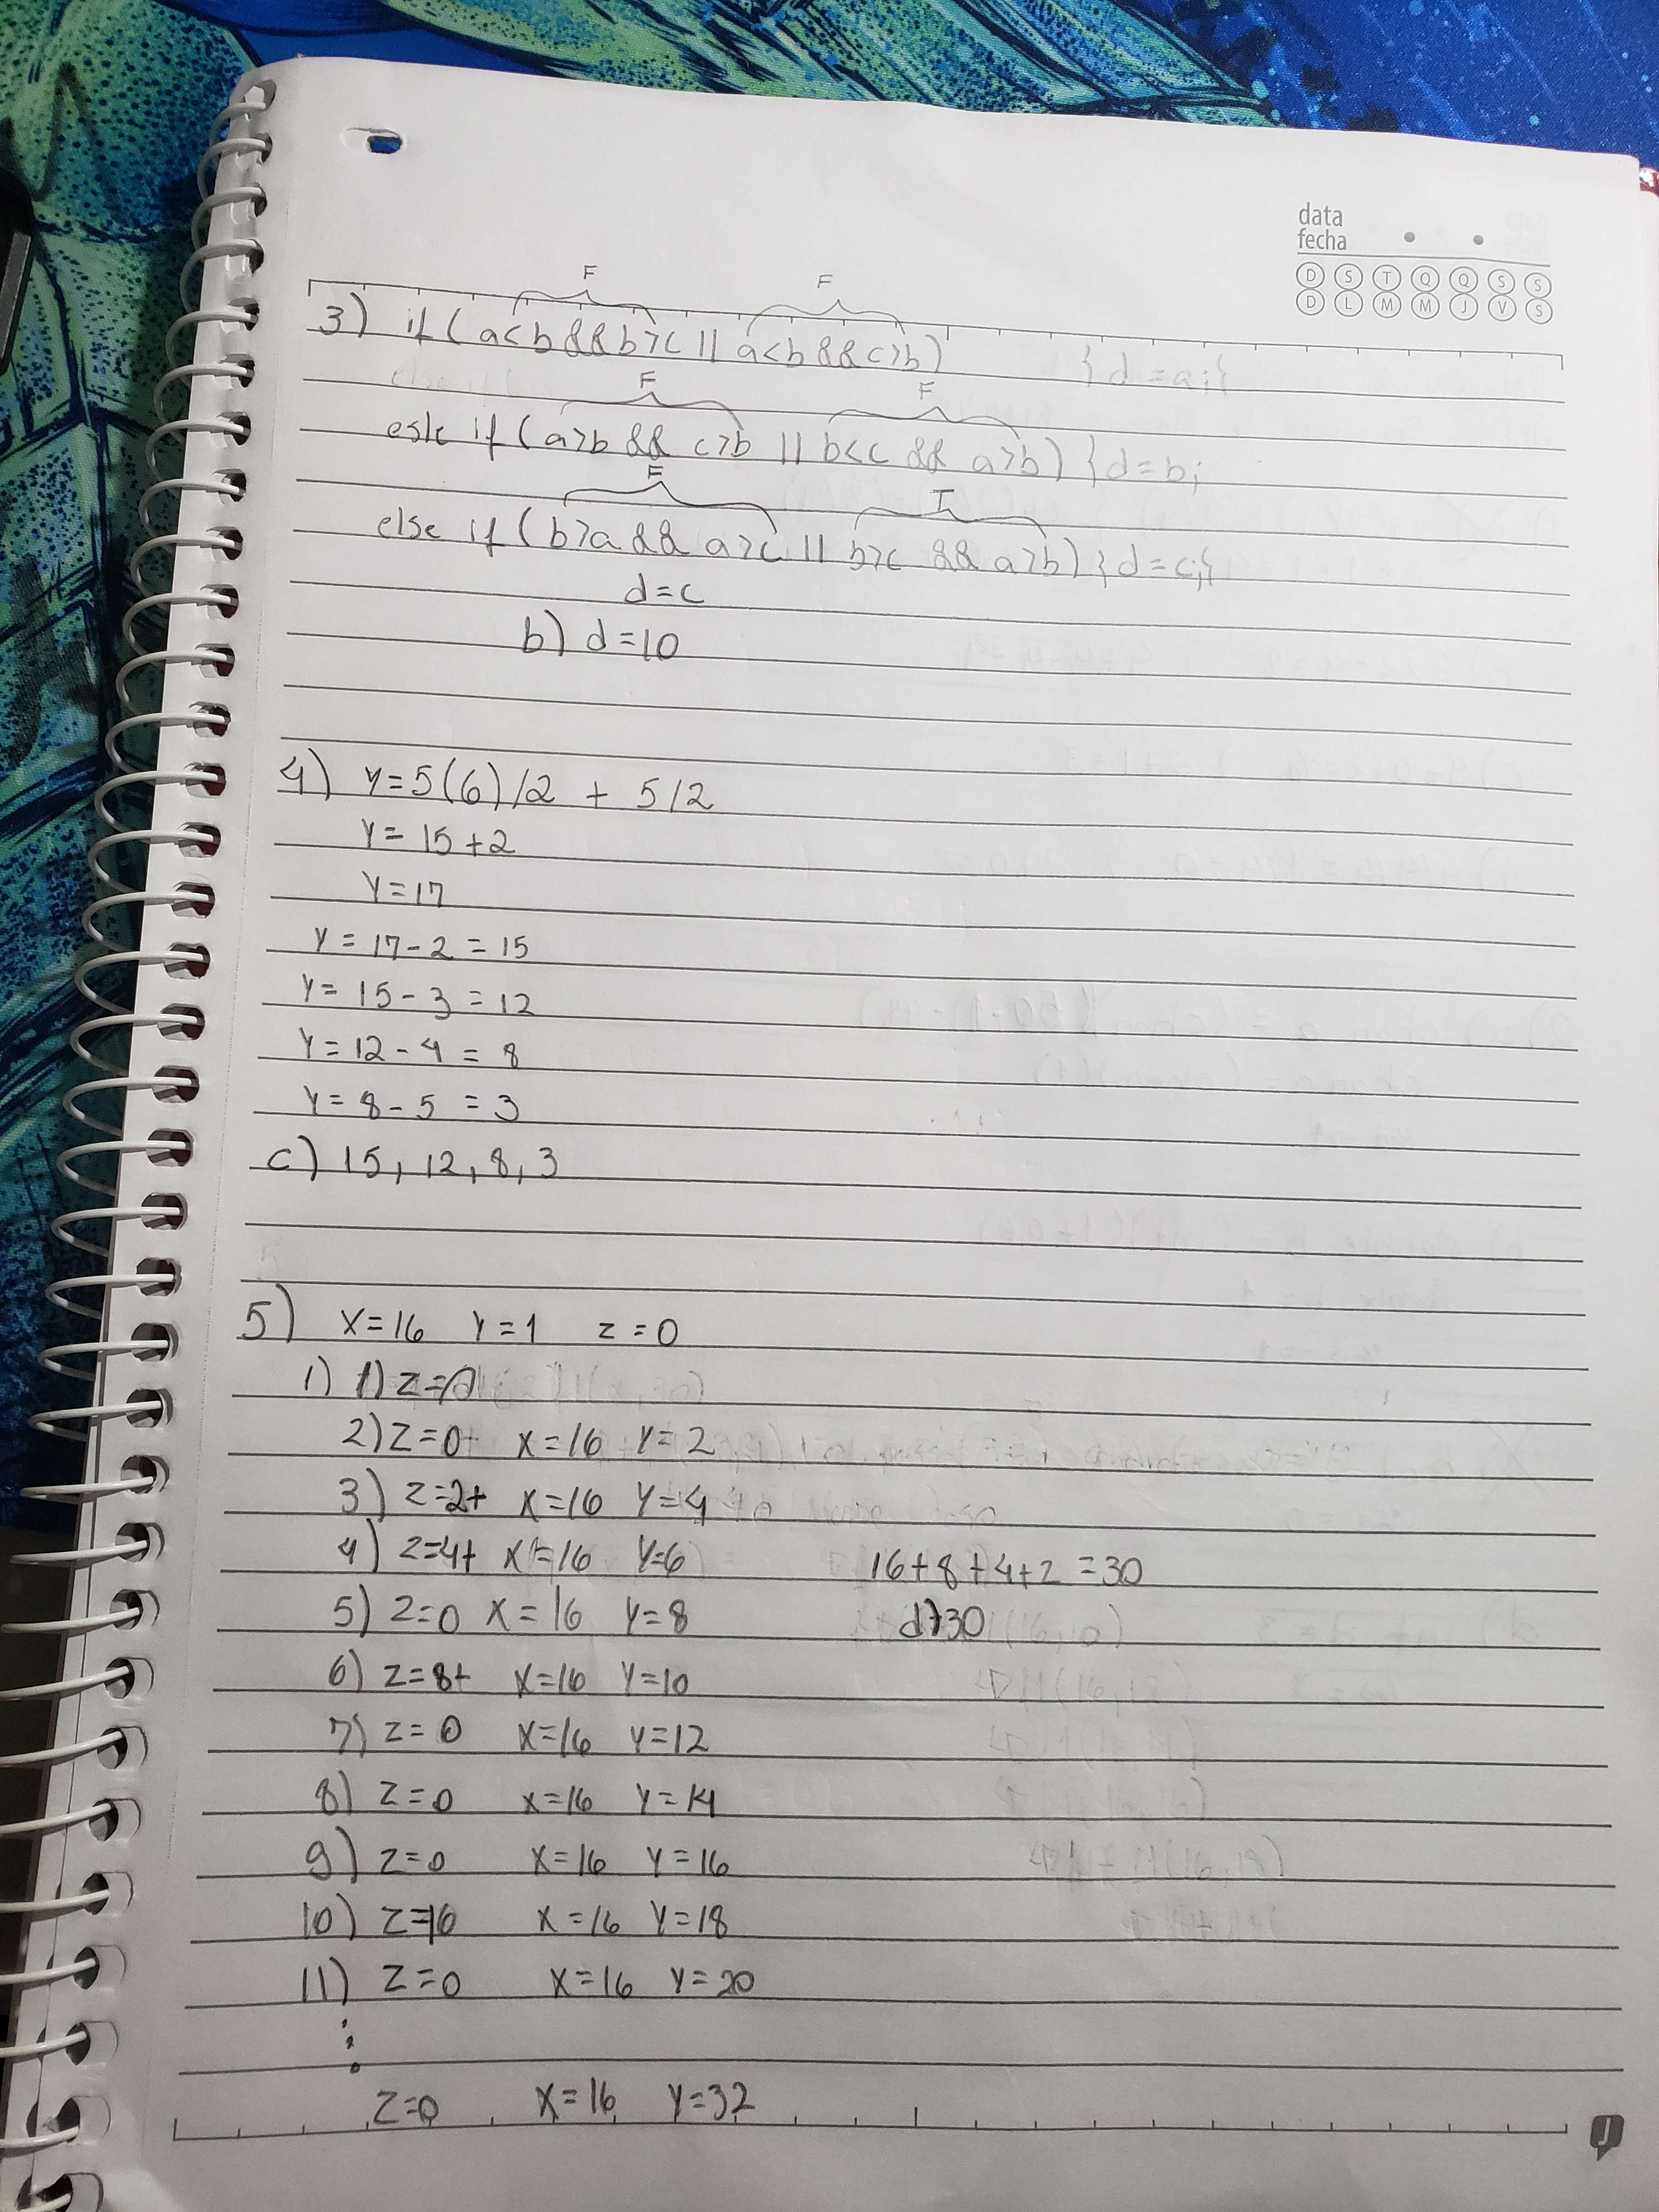 data
fecha
D S T Q Q S S
D L M M J V S
F F
3) if (a<b && b>c || a<b && c>b) } d = a;{
F F
eslc if (a>b && c>b || b<c && a>b) } d=b;
F T
else if (b>a && a>c || b>c && a>b) } d=c;{
d=c
b) d=10
4) Y=5(6)/2 + 5/2
Y= 15+2
Y=17
Y= 17-2 = 15
Y= 15-3 = 12
Y= 12-4 = 8
Y= 8-5 = 3
c) 15, 12, 8, 3
5) X=16 Y=1 Z=0
1) 1) Z=0
2) Z=0+ X=16 Y=2
3) Z=2+ X=16 Y=4
4) Z=4+ X=16 Y=6 16+8+4+2=30
5) Z=0 X=16 Y=8 d)30
6) Z=8+ X=16 Y=10
7) Z=0 X=16 Y=12
8) Z=0 X=16 Y=14
9) Z=0 X=16 Y=16
10) Z=16 X=16 Y=18
11) Z=0 X=16 Y=20
Z=0 X=16 Y=32